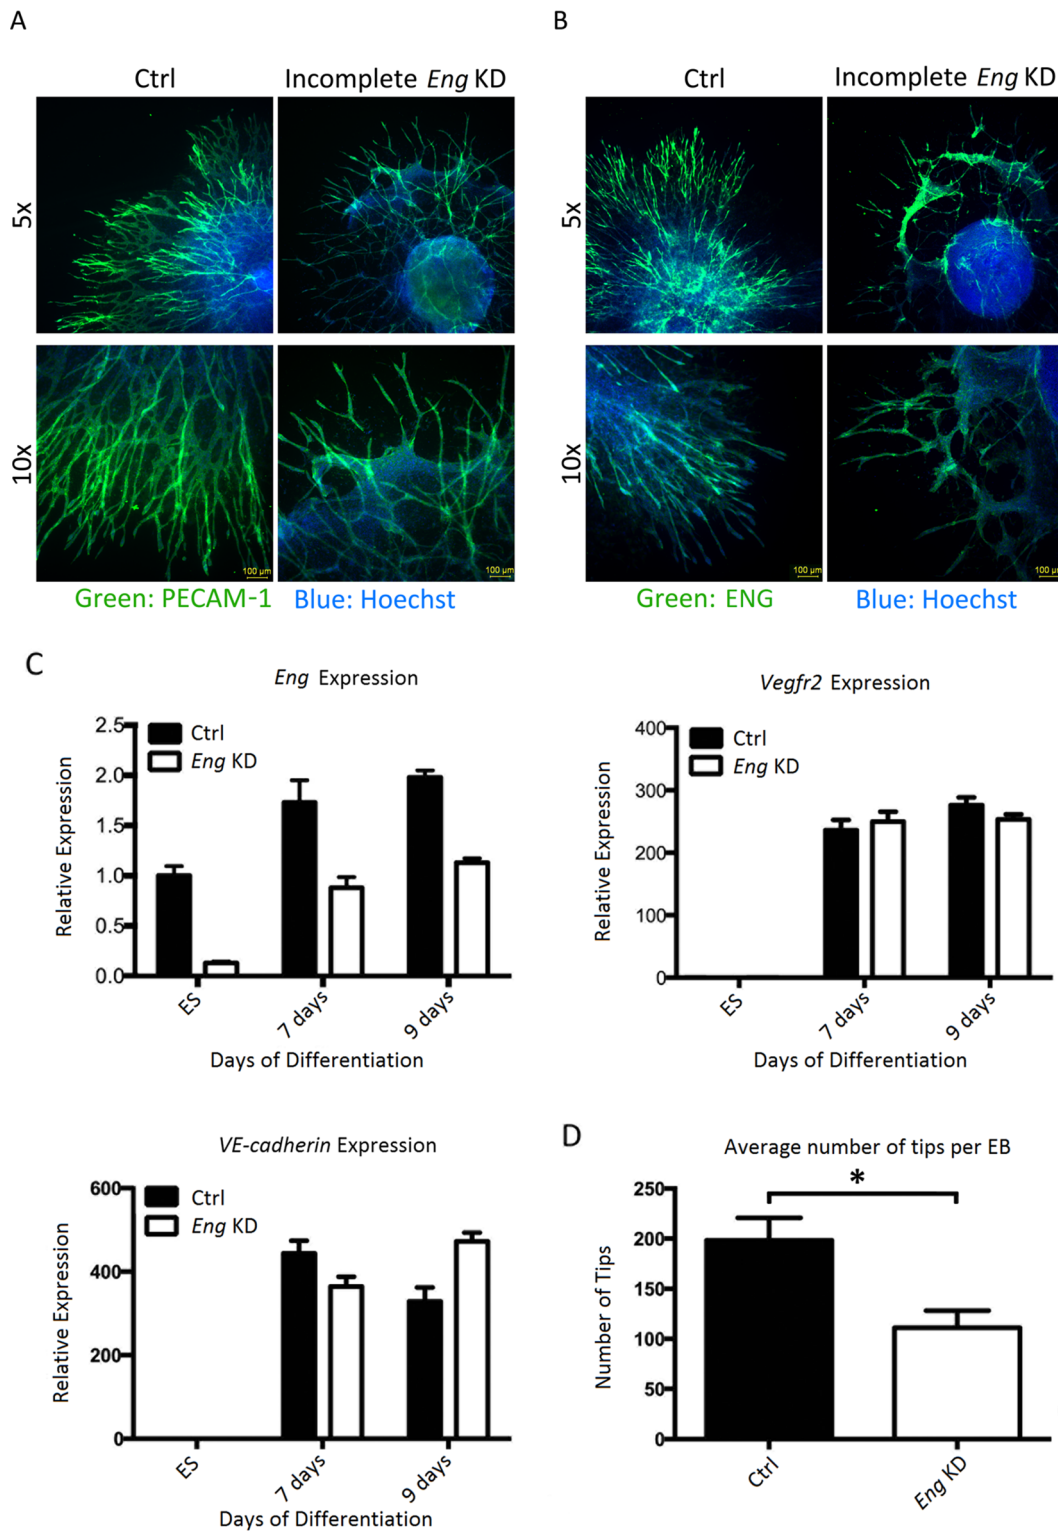 A
B
Ctrl
Incomplete Eng KD
Ctrl
Incomplete Eng KD
5x
5x
10x
10x
100 µm
100 µm
100 µm
100 µm
Green: PECAM-1 Blue: Hoechst
Green: ENG Blue: Hoechst
C
Eng Expression
Relative Expression
2.5
2.0
1.5
1.0
0.5
0.0
Ctrl
Eng KD
ES
7 days
9 days
Days of Differentiation
Vegfr2 Expression
Relative Expression
400
300
200
100
0
Ctrl
Eng KD
ES
7 days
9 days
Days of Differentiation
VE-cadherin Expression
Relative Expression
600
400
200
0
Ctrl
Eng KD
ES
7 days
9 days
Days of Differentiation
D
Average number of tips per EB
Number of Tips
250
200
150
100
50
0
*
Ctrl
Eng KD